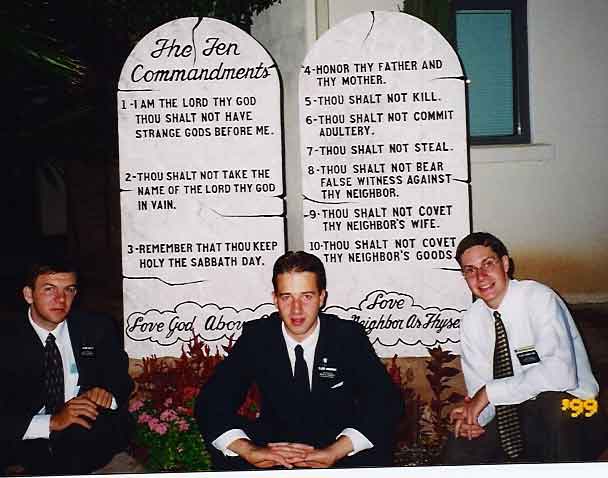 The Ten
Commandments
1-I AM THE LORD THY GOD
THOU SHALT NOT HAVE
STRANGE GODS BEFORE ME.
2-THOU SHALT NOT TAKE THE
NAME OF THE LORD THY GOD
IN VAIN.
3-REMEMBER THAT THOU KEEP
HOLY THE SABBATH DAY.
Love God Above
4-HONOR THY FATHER AND
THY MOTHER.
5-THOU SHALT NOT KILL.
6-THOU SHALT NOT COMMIT
ADULTERY.
7-THOU SHALT NOT STEAL.
8-THOU SHALT NOT BEAR
FALSE WITNESS AGAINST
THY NEIGHBOR.
9-THOU SHALT NOT COVET
THY NEIGHBOR'S WIFE.
10-THOU SHALT NOT COVET
THY NEIGHBOR'S GOODS.
Love
Neighbor As Thyse
'99